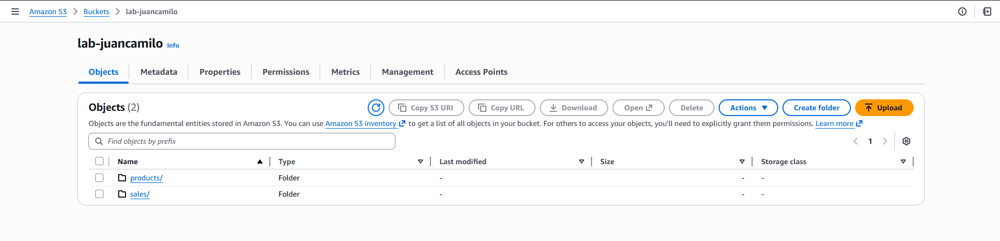 Amazon S3 > Buckets > lab-juancamilo
lab-juancamilo Info
Objects Metadata Properties Permissions Metrics Management Access Points
Objects (2) Copy S3 URI Copy URL Download Open Delete Actions Create folder Upload
Objects are the fundamental entities stored in Amazon S3. You can use Amazon S3 inventory to get a list of all objects in your bucket. For others to access your objects, you'll need to explicitly grant them permissions. Learn more
Find objects by prefix 1
Name Type Last modified Size Storage class
products/ Folder - - -
sales/ Folder - - -